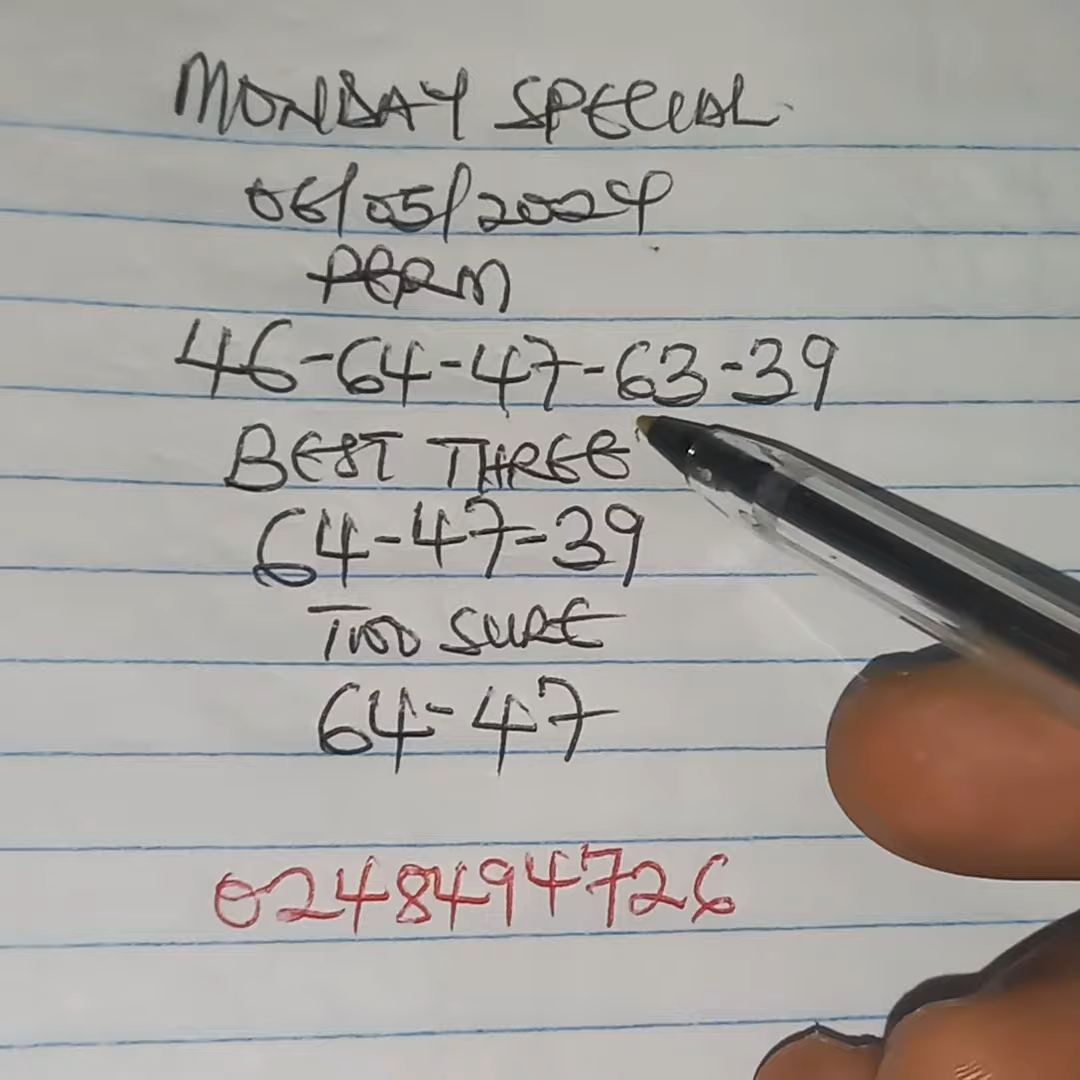 MONDAY SPECIAL
06/05/2024
PERM
46-64-47-63-39
BEST THREE
64-47-39
TWO SURE
64-47
0248494726